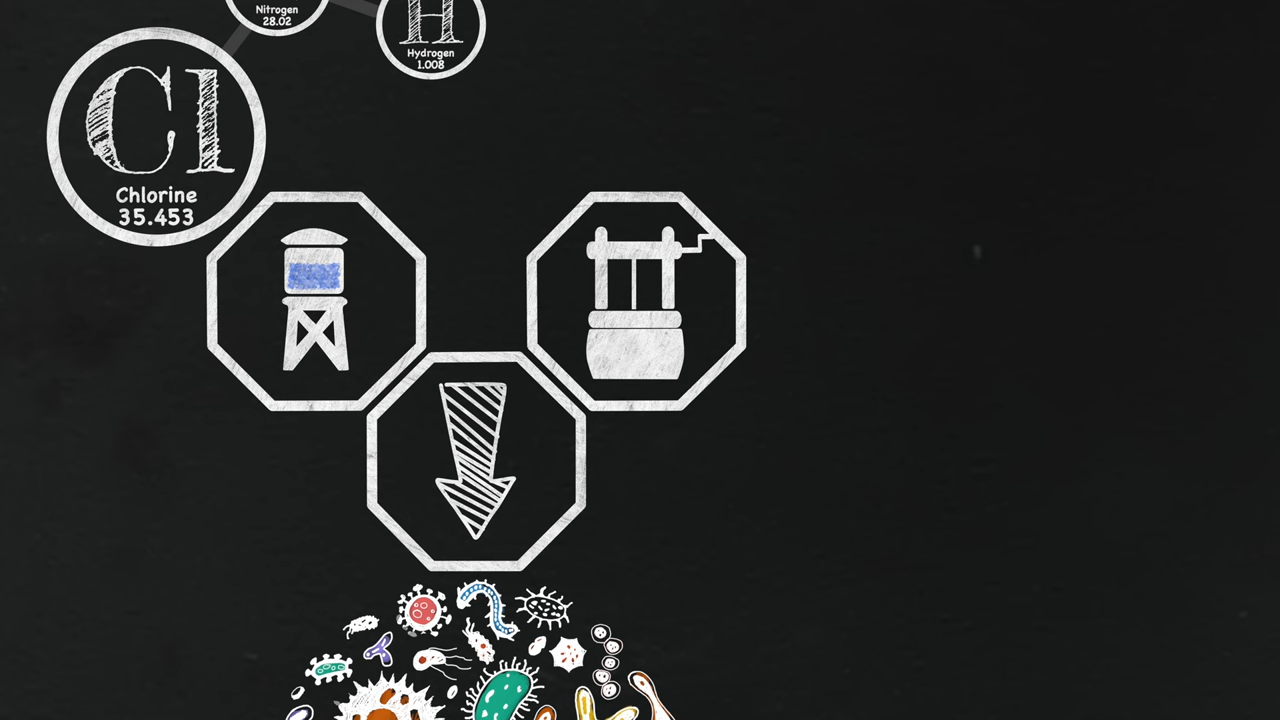 Nitrogen
28.02
H
Hydrogen
1.008
Cl
Chlorine
35.453